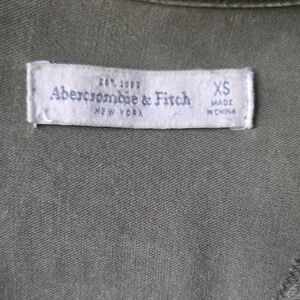 EST. 1892
Abercrombie & Fitch
NEW YORK
XS
MADE
IN CHINA